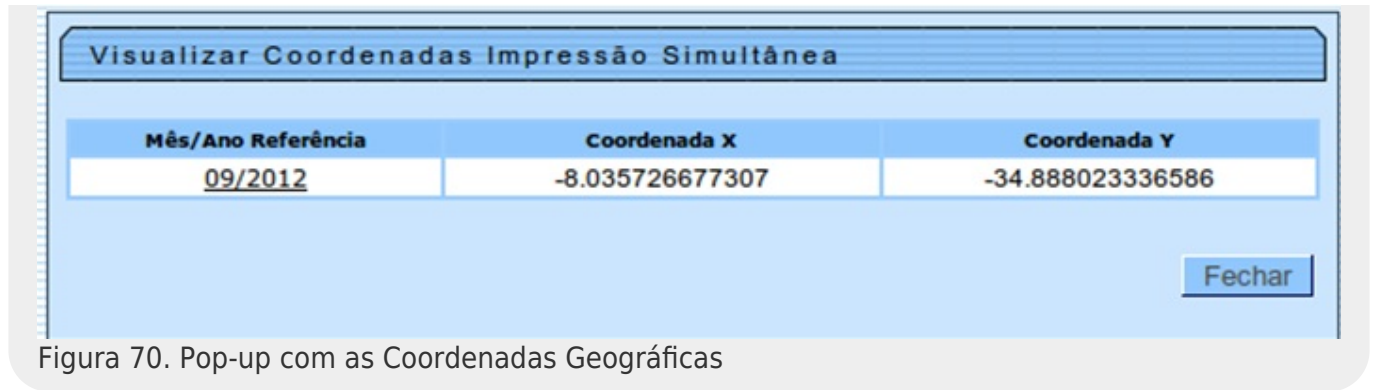 Visualizar Coordenadas Impressão Simultânea
Mês/Ano Referência Coordenada X Coordenada Y
09/2012 -8.035726677307 -34.888023336586
Fechar
Figura 70. Pop-up com as Coordenadas Geográficas